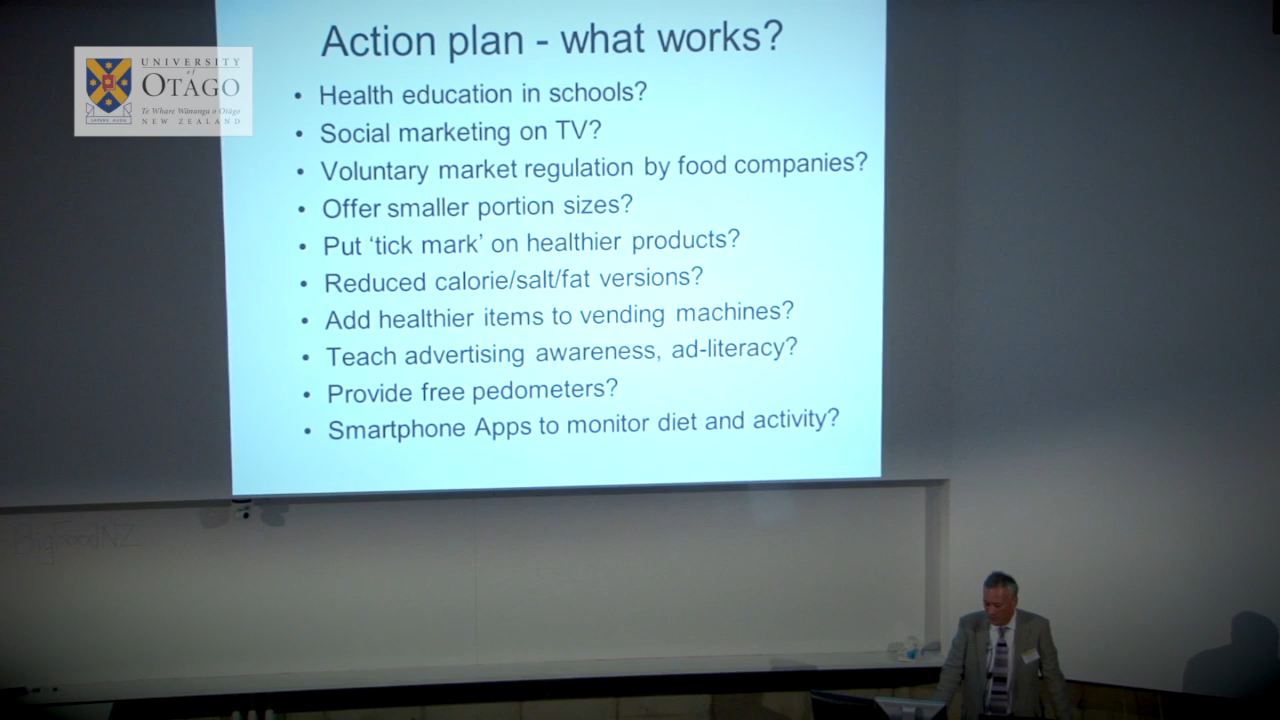 Action plan - what works?
• Health education in schools?
• Social marketing on TV?
• Voluntary market regulation by food companies?
• Offer smaller portion sizes?
• Put ‘tick mark’ on healthier products?
• Reduced calorie/salt/fat versions?
• Add healthier items to vending machines?
• Teach advertising awareness, ad-literacy?
• Provide free pedometers?
• Smartphone Apps to monitor diet and activity?
UNIVERSITY
of
OTAGO
Te Whare Wānanga o Otāgo
NEW ZEALAND
SAPERE AUDE
BigfoodNZ